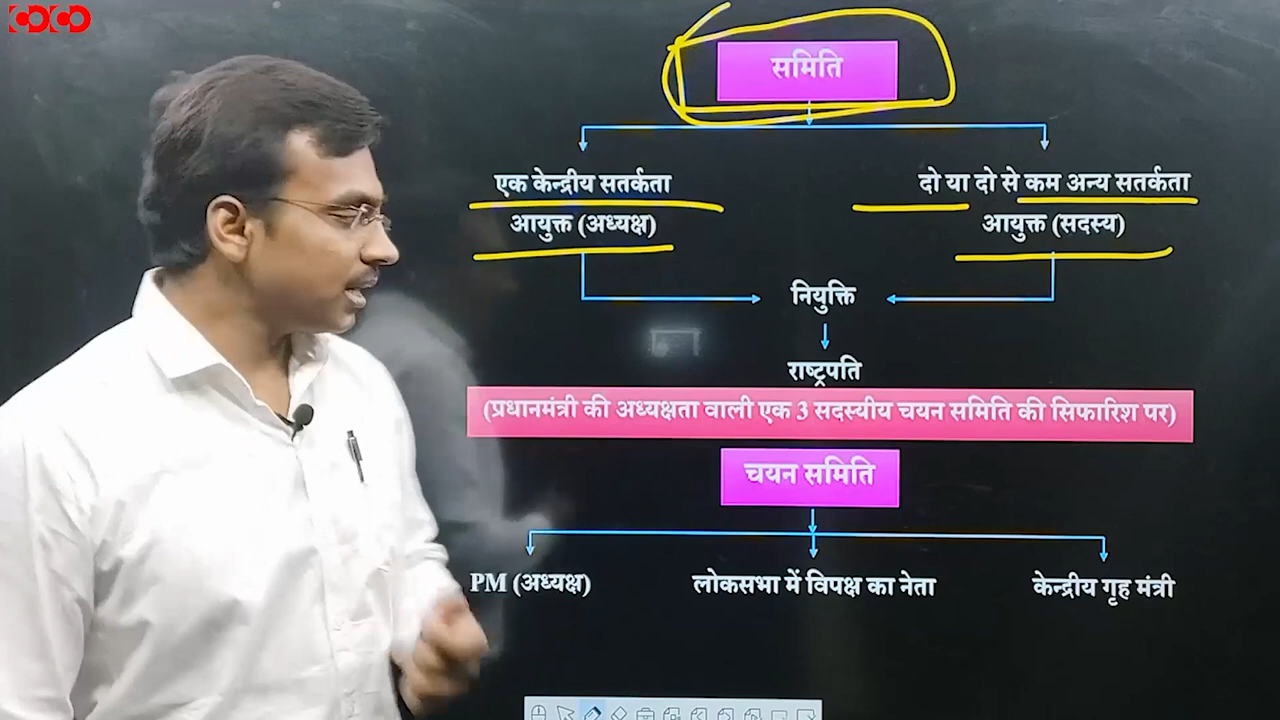 समिति
एक केन्द्रीय सतर्कता
आयुक्त (अध्यक्ष)
दो या दो से कम अन्य सतर्कता
आयुक्त (सदस्य)
नियुक्ति
राष्ट्रपति
(प्रधानमंत्री की अध्यक्षता वाली एक 3 सदस्यीय चयन समिति की सिफारिश पर)
चयन समिति
PM (अध्यक्ष)
लोकसभा में विपक्ष का नेता
केन्द्रीय गृह मंत्री